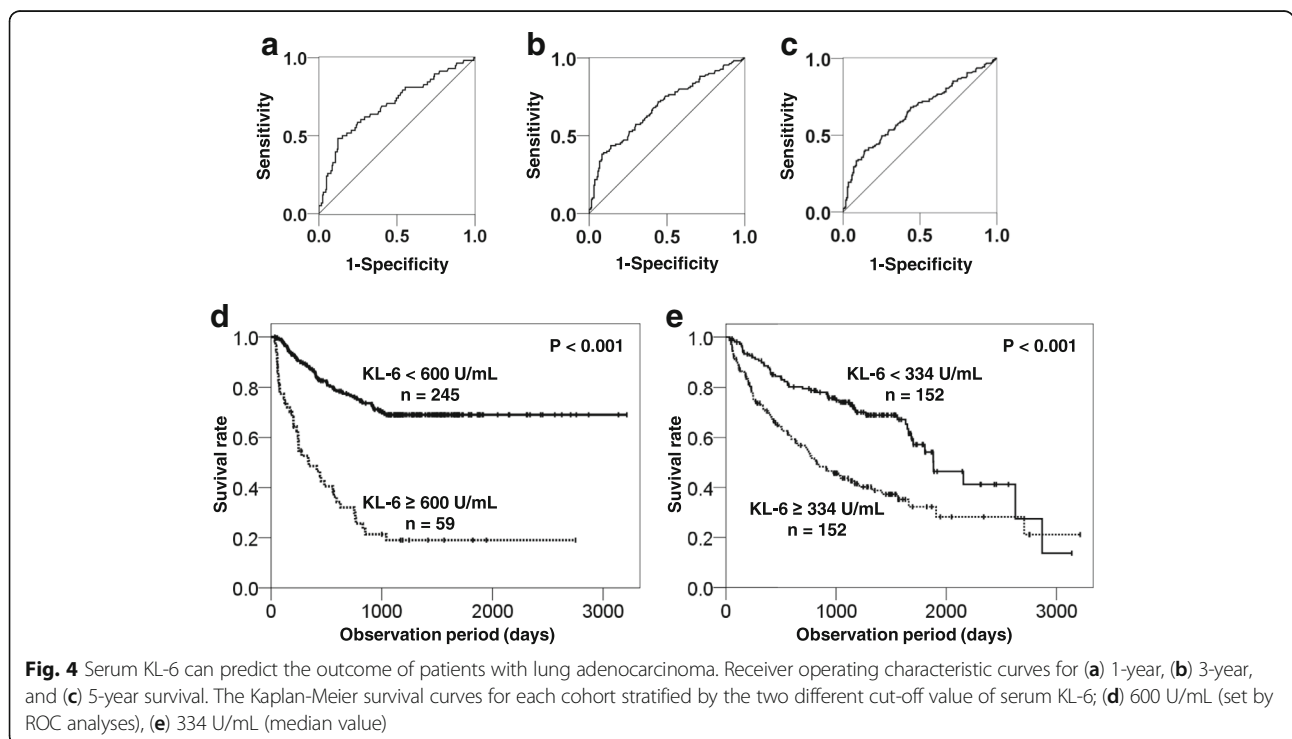 a
b
c
1.0
0.5
0.0
Sensitivity
0.0 0.5 1.0
1-Specificity
1.0
0.5
0.0
Sensitivity
0.0 0.5 1.0
1-Specificity
1.0
0.5
0.0
Sensitivity
0.0 0.5 1.0
1-Specificity
d
1.0
0.8
0.6
0.4
0.2
0.0
Suvival rate
P < 0.001
KL-6 < 600 U/mL
n = 245
KL-6 ≥ 600 U/mL
n = 59
0 1000 2000 3000
Observation period (days)
e
1.0
0.8
0.6
0.4
0.2
0.0
Suvival rate
P < 0.001
KL-6 < 334 U/mL
n = 152
KL-6 ≥ 334 U/mL
n = 152
0 1000 2000 3000
Observation period (days)
Fig. 4 Serum KL-6 can predict the outcome of patients with lung adenocarcinoma. Receiver operating characteristic curves for (a) 1-year, (b) 3-year,
and (c) 5-year survival. The Kaplan-Meier survival curves for each cohort stratified by the two different cut-off value of serum KL-6; (d) 600 U/mL (set by
ROC analyses), (e) 334 U/mL (median value)